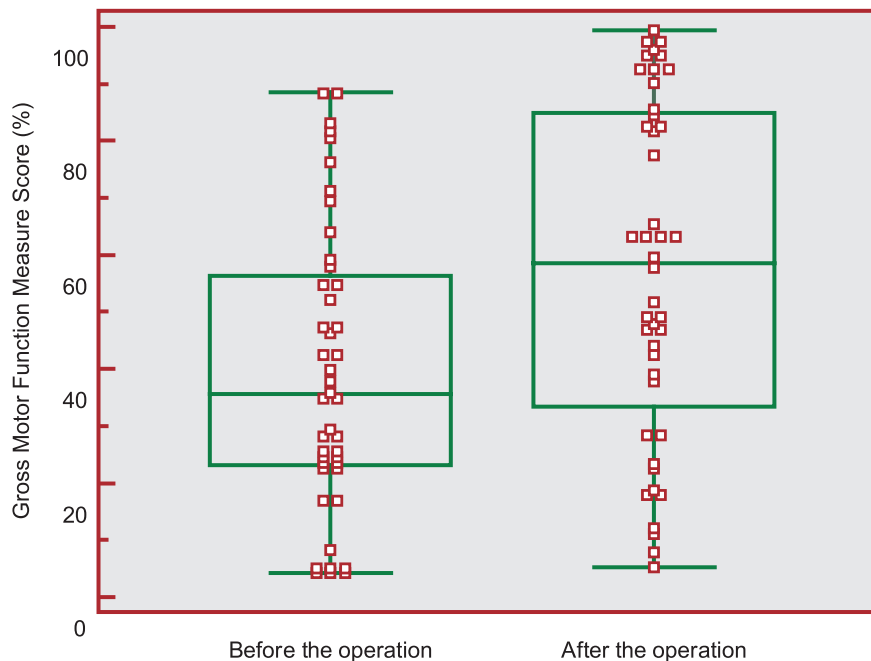 Gross Motor Function Measure Score (%)
100
80
60
40
20
0
Before the operation
After the operation